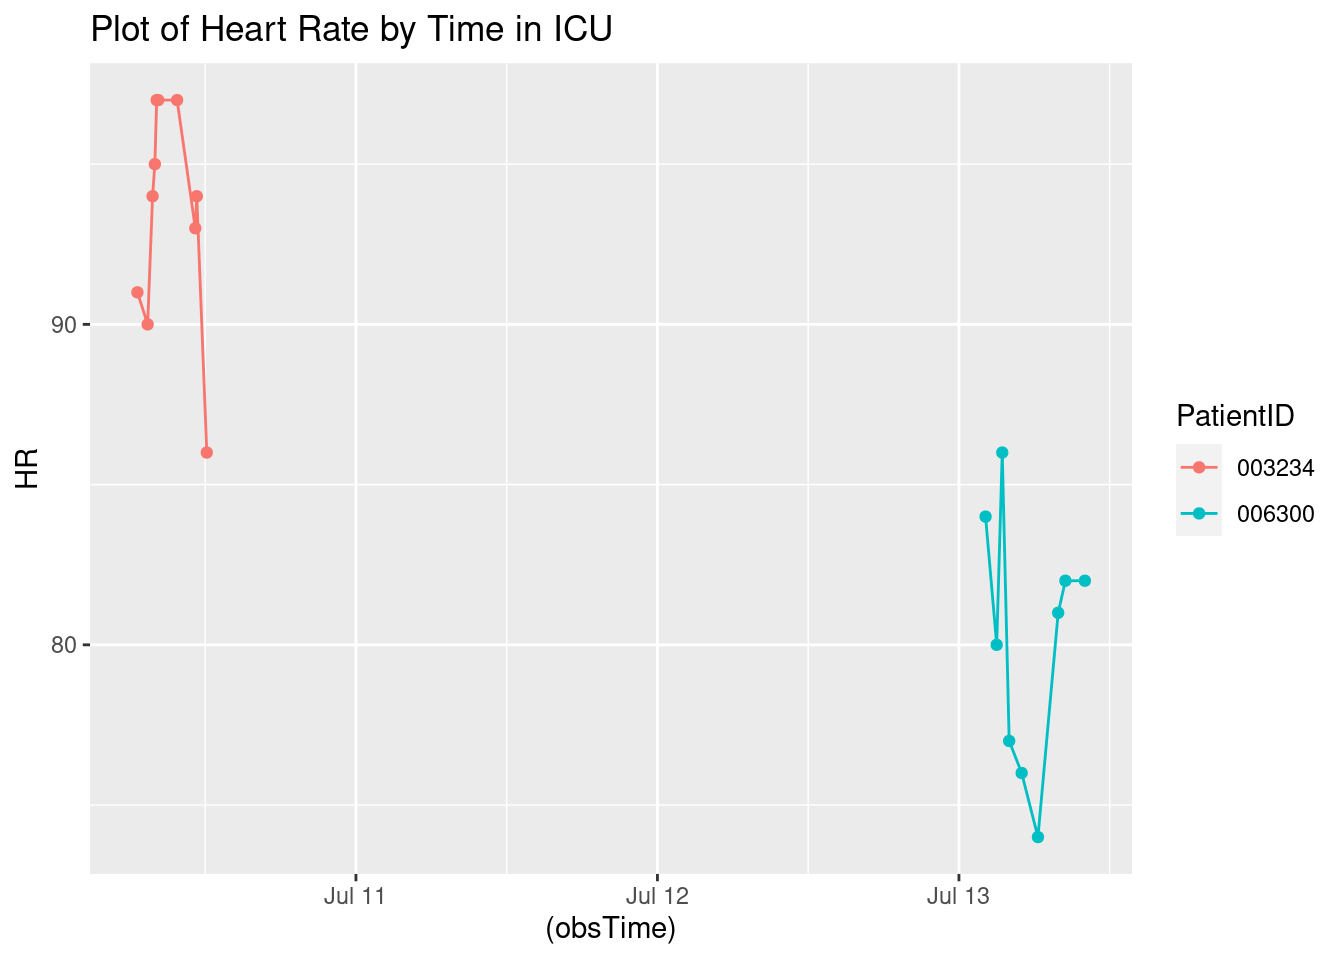 Plot of Heart Rate by Time in ICU
HR
90
80
Jul 11
Jul 12
Jul 13
(obsTime)
PatientID
003234
006300